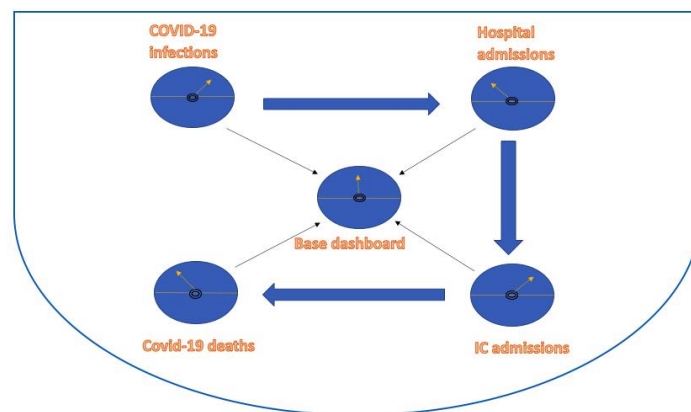 COVID-19
infections
Hospital
admissions
Base dashboard
Covid-19 deaths
IC admissions